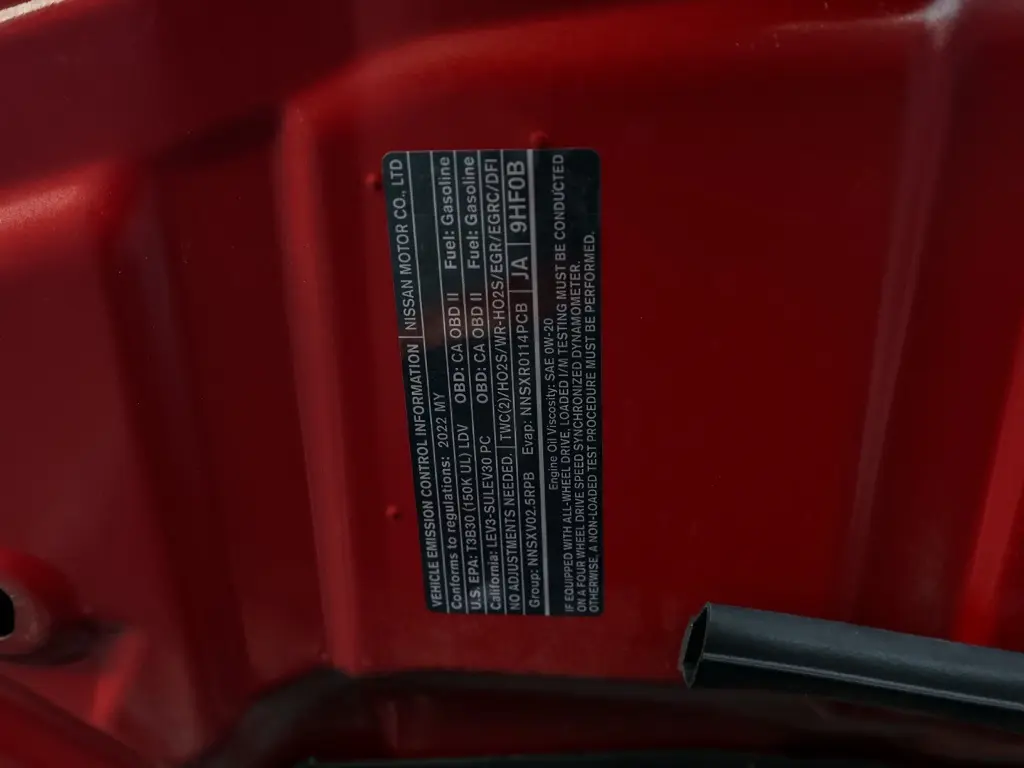 VEHICLE EMISSION CONTROL INFORMATION NISSAN MOTOR CO., LTD
Conforms to regulations: 2022 MY Fuel: Gasoline
U.S. EPA: T3B30 (150K UL) LDV OBD: CA OBD II Fuel: Gasoline
California: LEV3-SULEV30 PC OBD: CA OBD II
NO ADJUSTMENTS NEEDED. TWC(2)/HO2S/WR-HO2S/EGR/EGRC/DFI
Group: NNSXV02.5RPB Evap: NNSXR0114PCB JA 9HF0B
Engine Oil Viscosity: SAE 0W-20
IF EQUIPPED WITH ALL-WHEEL DRIVE, LOADED I/M TESTING MUST BE CONDUCTED
ON A FOUR WHEEL DRIVE SPEED SYNCHRONIZED DYNAMOMETER.
OTHERWISE, A NON-LOADED TEST PROCEDURE MUST BE PERFORMED.